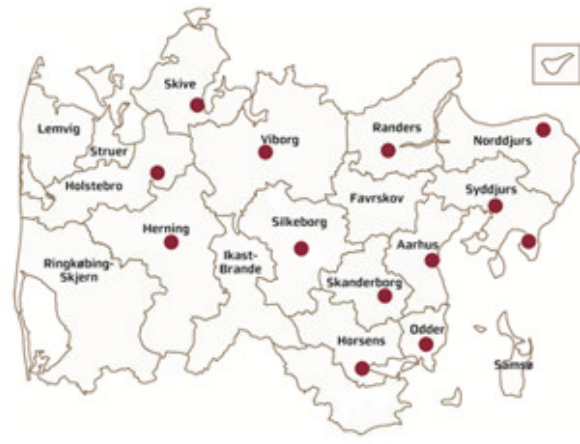 Skive
Lemvig
Struer
Viborg
Randers
Norddjurs
Holstebro
Favrskov
Syddjurs
Herning
Silkeborg
Ikast-
Brande
Aarhus
Ringkøbing-
Skjern
Skanderborg
Horsens
Odder
Samsø